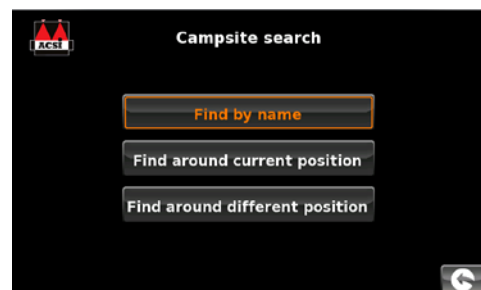 ACSI
Campsite search
Find by name
Find around current position
Find around different position